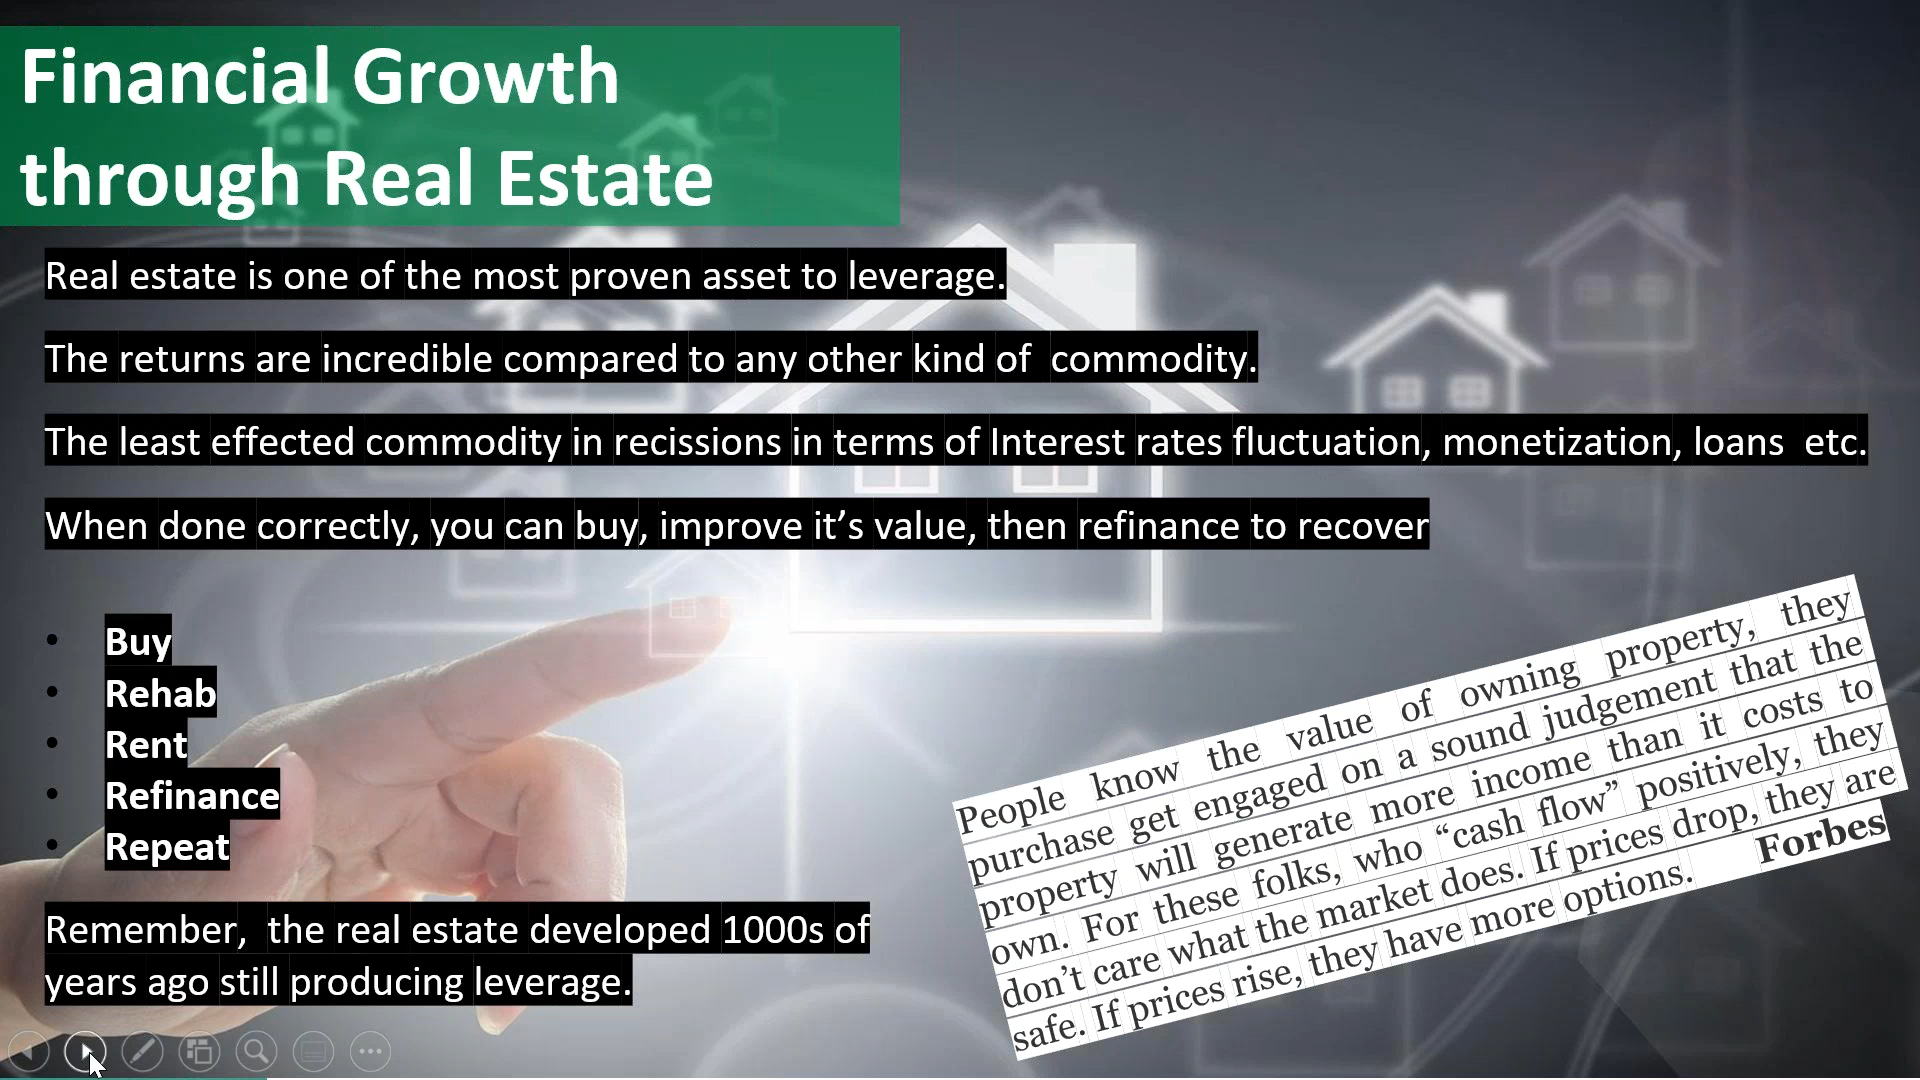 Financial Growth
through Real Estate
Real estate is one of the most proven asset to leverage.
The returns are incredible compared to any other kind of commodity.
The least effected commodity in recissions in terms of Interest rates fluctuation, monetization, loans etc.
When done correctly, you can buy, improve it’s value, then refinance to recover
• Buy
• Rehab
• Rent
• Refinance
• Repeat
Remember, the real estate developed 1000s of
years ago still producing leverage.
People know the value of owning property, they
purchase get engaged on a sound judgement that the
property will generate more income than it costs to
own. For these folks, who “cash flow” positively, they
don’t care what the market does. If prices drop, they are
safe. If prices rise, they have more options. Forbes